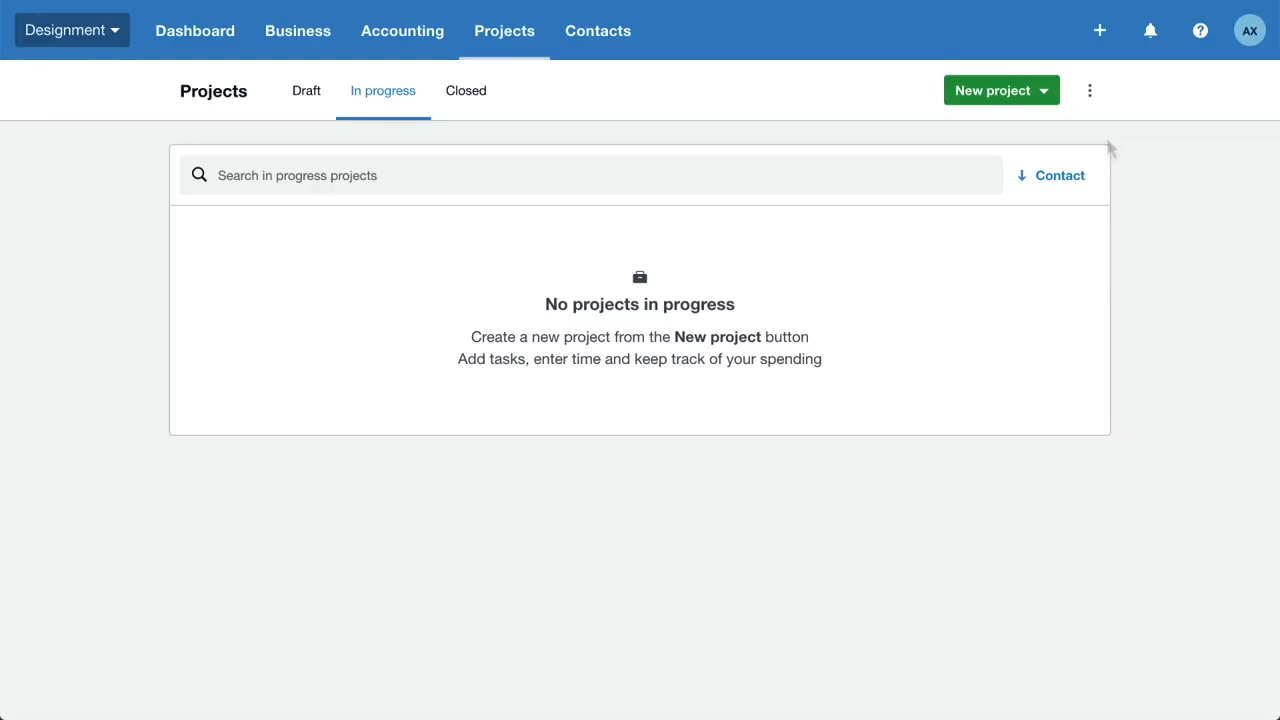 Designment Dashboard Business Accounting Projects Contacts AX
Projects Draft In progress Closed New project
Search in progress projects Contact
No projects in progress
Create a new project from the New project button
Add tasks, enter time and keep track of your spending